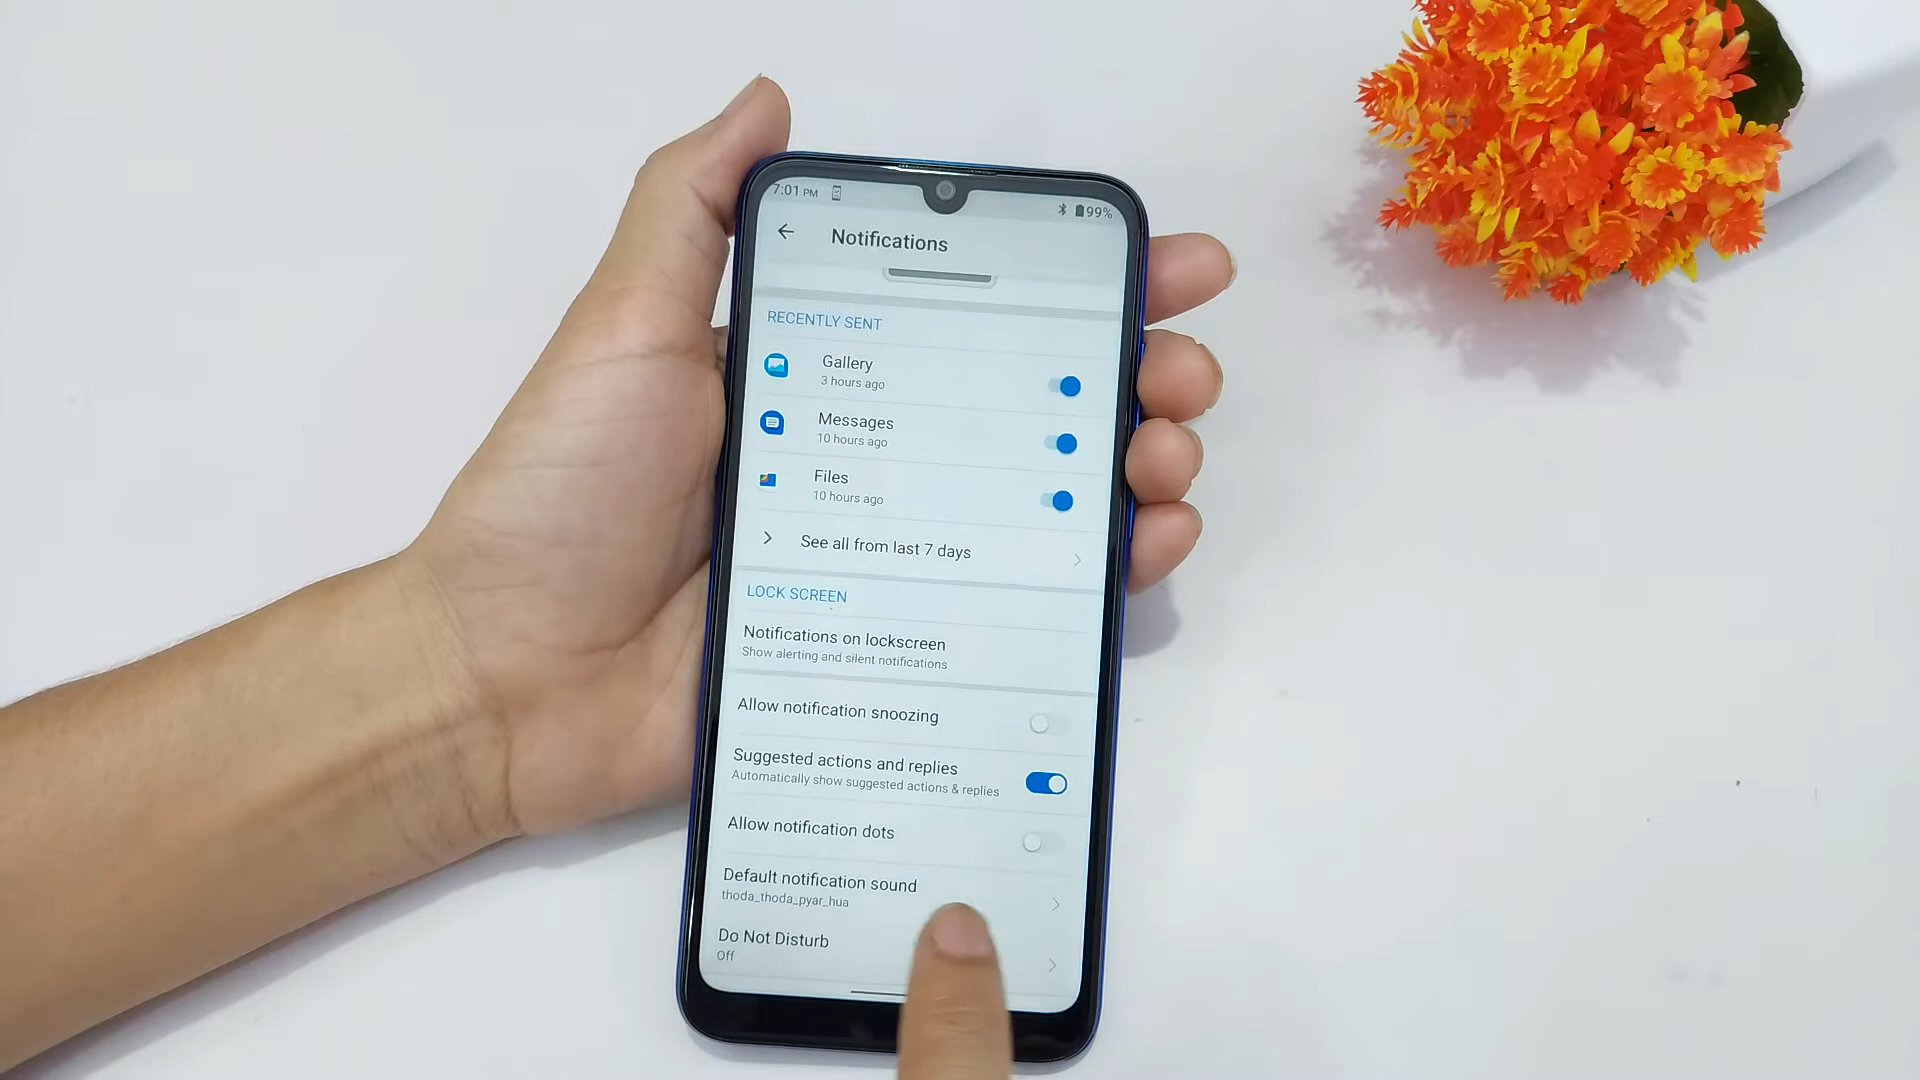 7:01 PM
99%
Notifications
RECENTLY SENT
Gallery
3 hours ago
Messages
10 hours ago
Files
10 hours ago
See all from last 7 days
LOCK SCREEN
Notifications on lockscreen
Show alerting and silent notifications
Allow notification snoozing
Suggested actions and replies
Automatically show suggested actions & replies
Allow notification dots
Default notification sound
thoda_thoda_pyar_hua
Do Not Disturb
Off